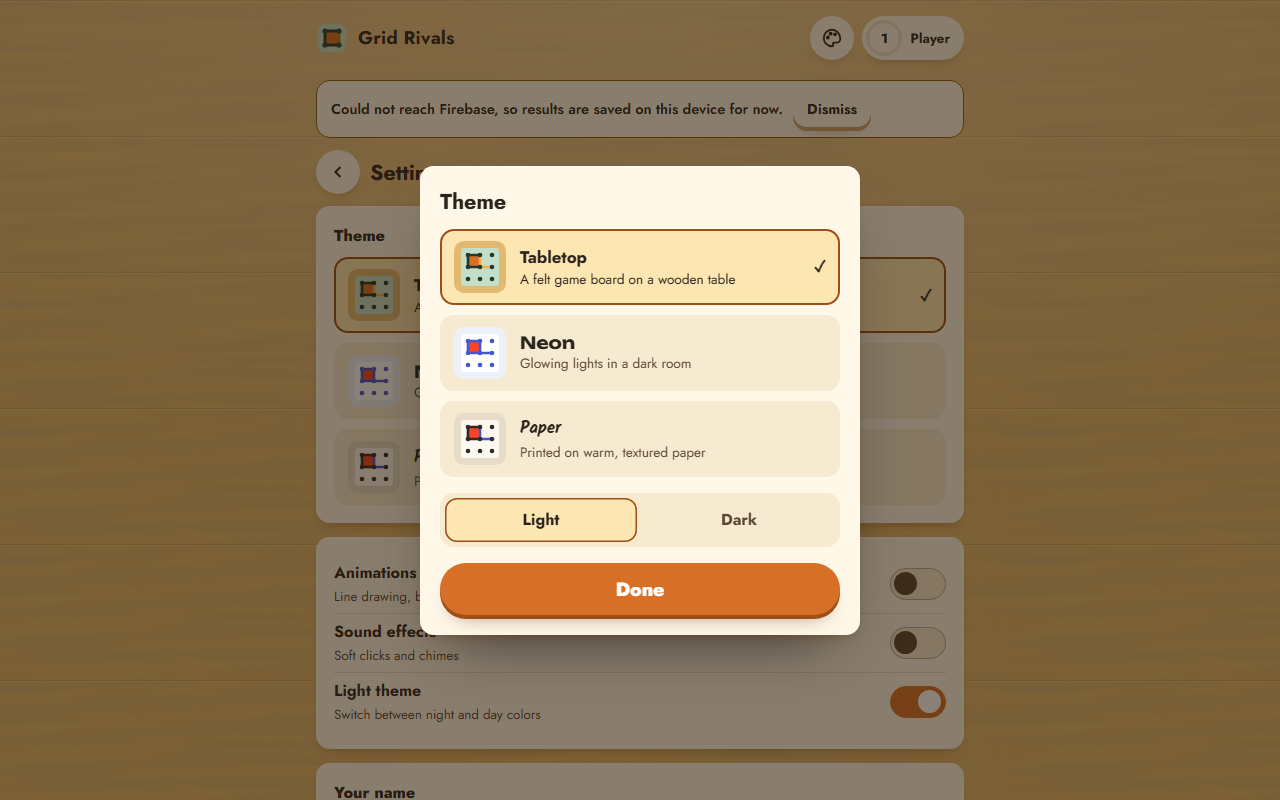 Grid Rivals
1 Player
Could not reach Firebase, so results are saved on this device for now. Dismiss
Theme
Theme
Tabletop
A felt game board on a wooden table
Neon
Glowing lights in a dark room
Paper
Printed on warm, textured paper
Light Dark
Done
Animations
Line drawing,
Sound effects
Soft clicks and chimes
Light theme
Switch between night and day colors
Your name